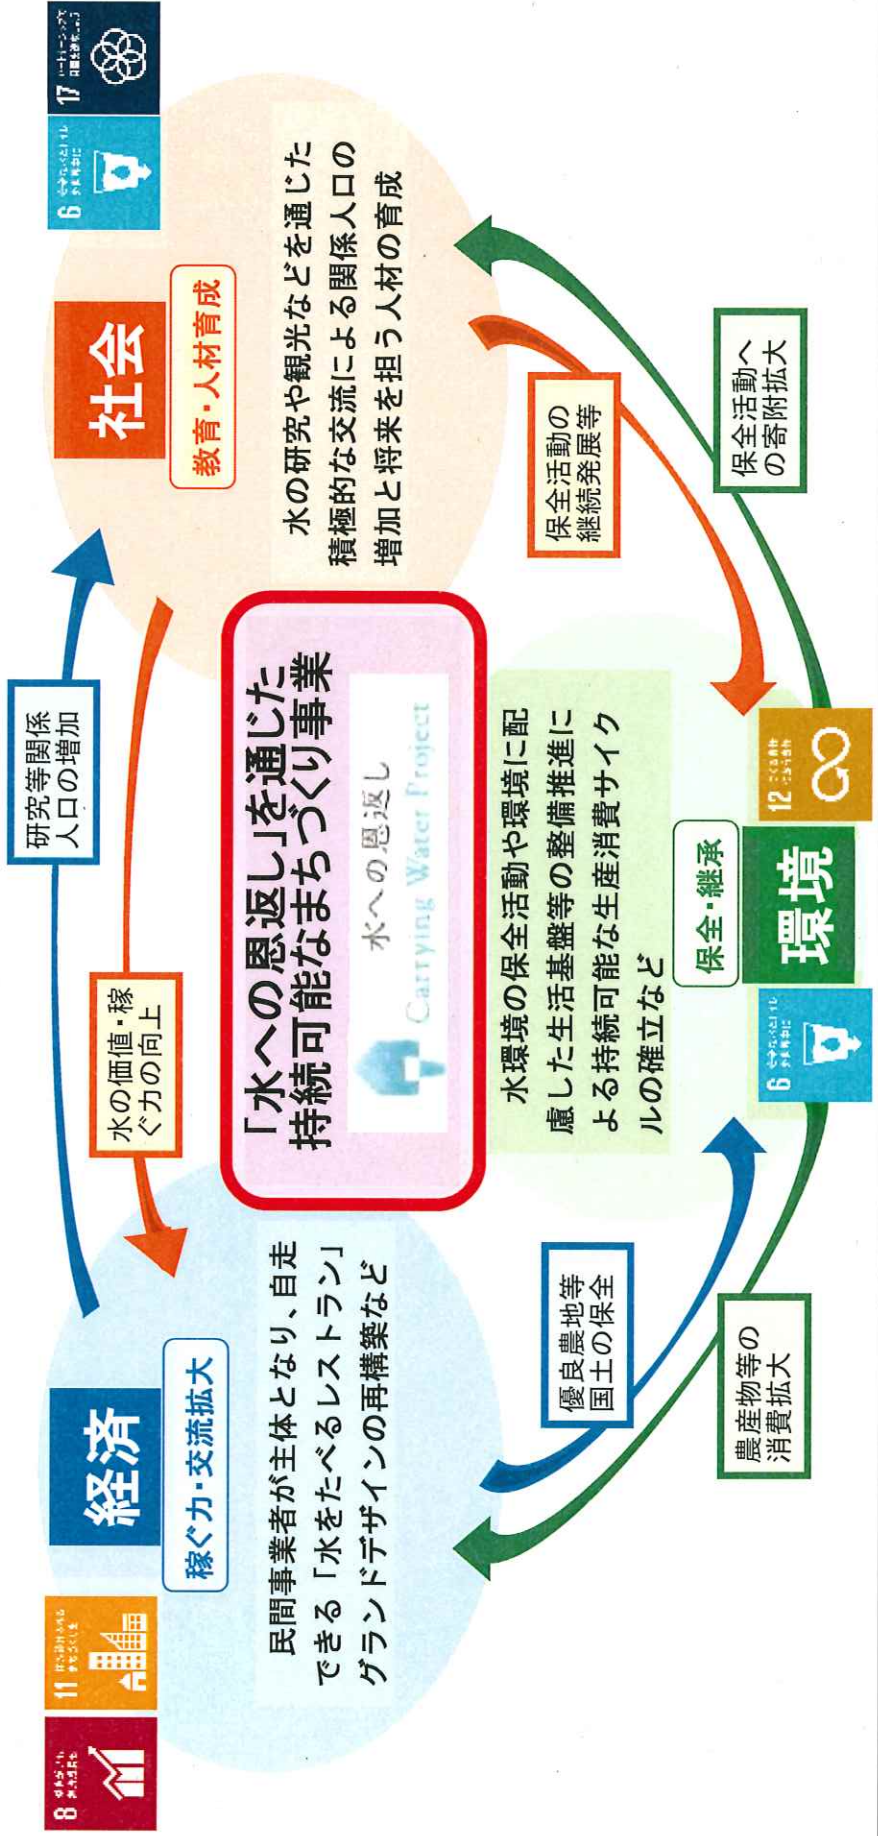 8
11
経済
稼ぐ力・交流拡大
民間事業者が主体となり、自走
できる「水をたべるレストラン」
グランドデザインの再構築など
研究等関係
人口の増加
水の価値・稼
ぐ力の向上
社会
6
17
教育・人材育成
水の研究や観光などを通じた
積極的な交流による関係人口の
増加と将来を担う人材の育成
「水への恩返し」を通じた
持続可能なまちづくり事業
水への恩返し
Carrying Water Project
優良農地等
国土の保全
農産物等の
消費拡大
水環境の保全活動や環境に配
慮した生活基盤等の整備推進に
よる持続可能な生産消費サイク
ルの確立など
保全・継承
6
環境
12
保全活動の
継続発展等
保全活動へ
の寄附拡大